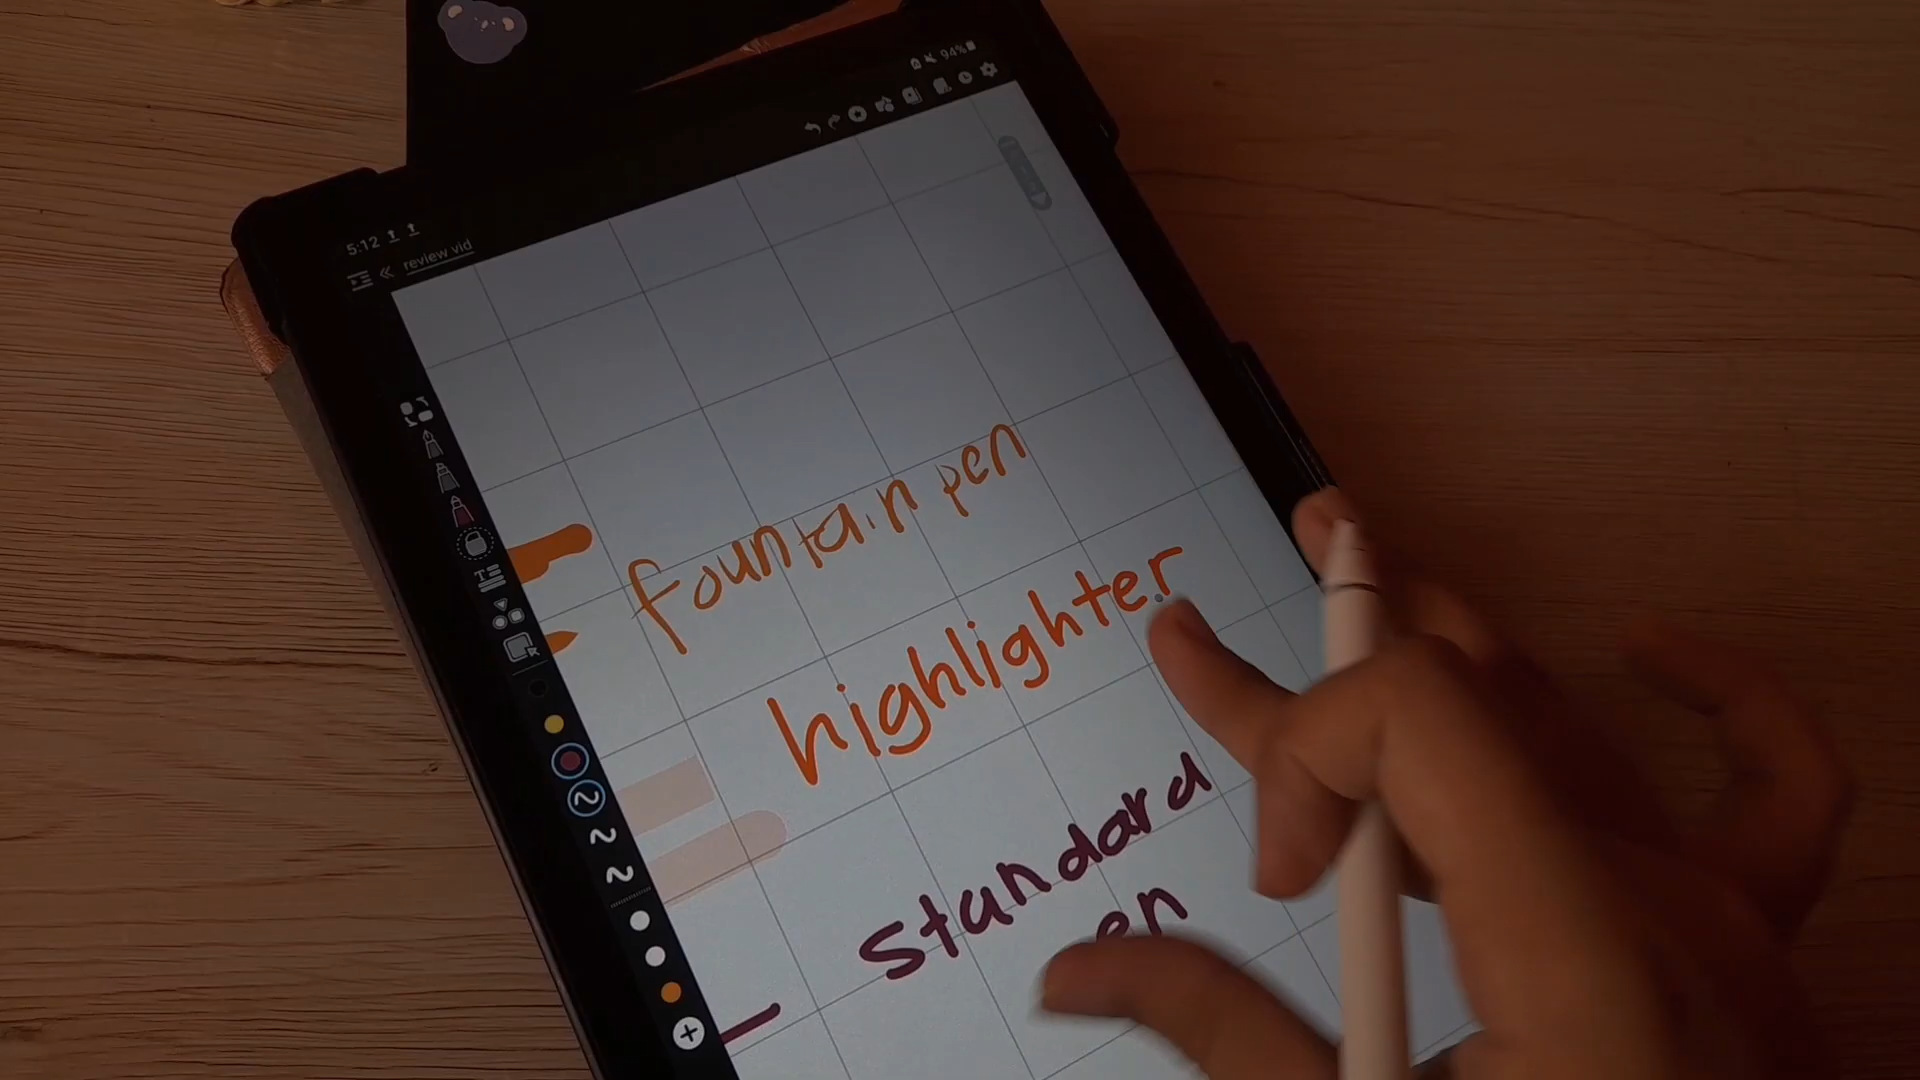 94%
5:12
review vid
fountain pen
highlighter
Standard